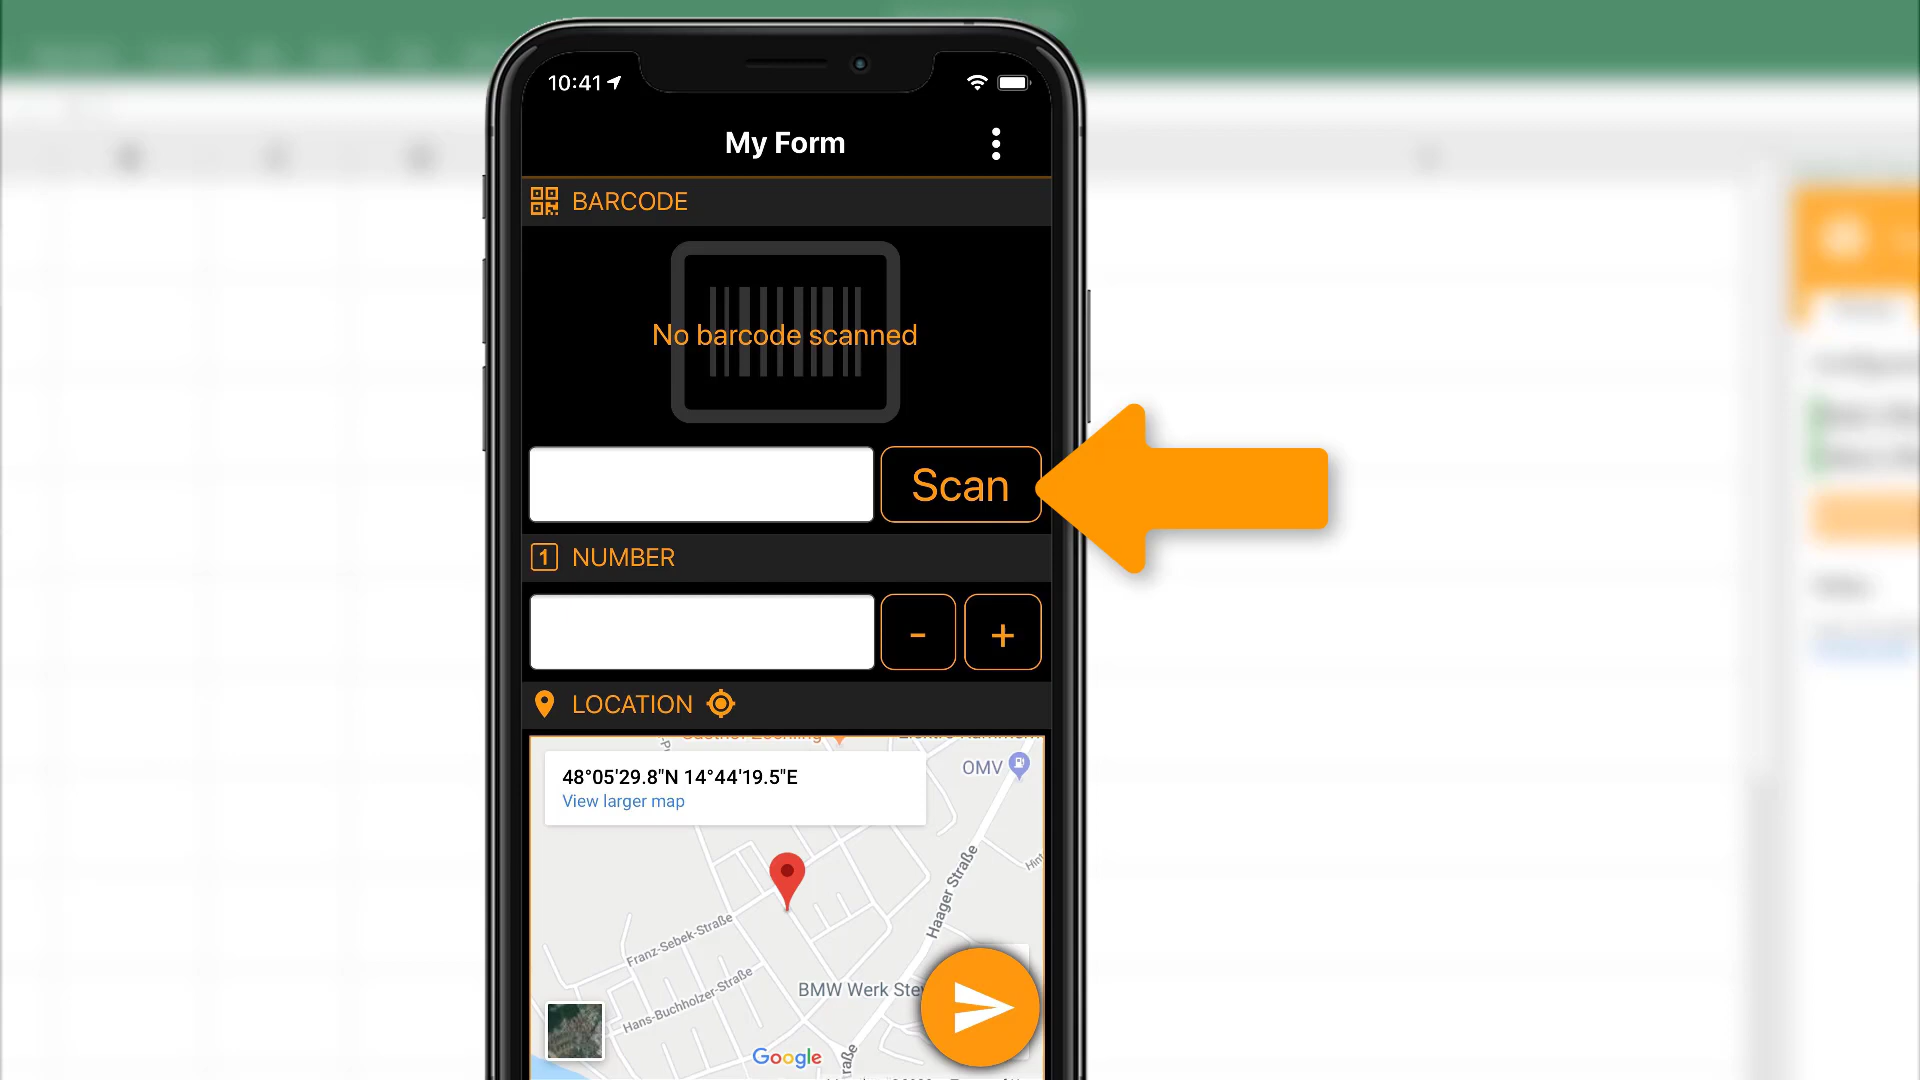 10:41
My Form
BARCODE
No barcode scanned
Scan
1 NUMBER
- +
LOCATION
OMV
48°05'29.8"N 14°44'19.5"E
View larger map
Haager Straße
Franz-Sebek-Straße
BMW Werk
Hans-Buchholzer-Straße
Google